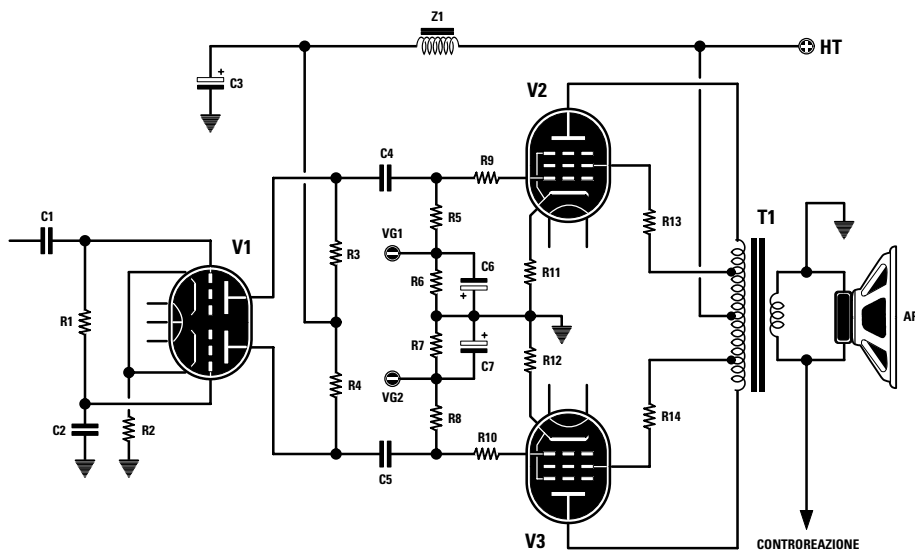 Z1
HT
C3
V2
C4
R9
C1
R13
T1
V1
R5
VG1
R3
C6
R11
R6
R1
R7
R12
AP
R4
C7
VG2
R8
R14
C2
R2
R10
C5
V3
CONTROREAZIONE